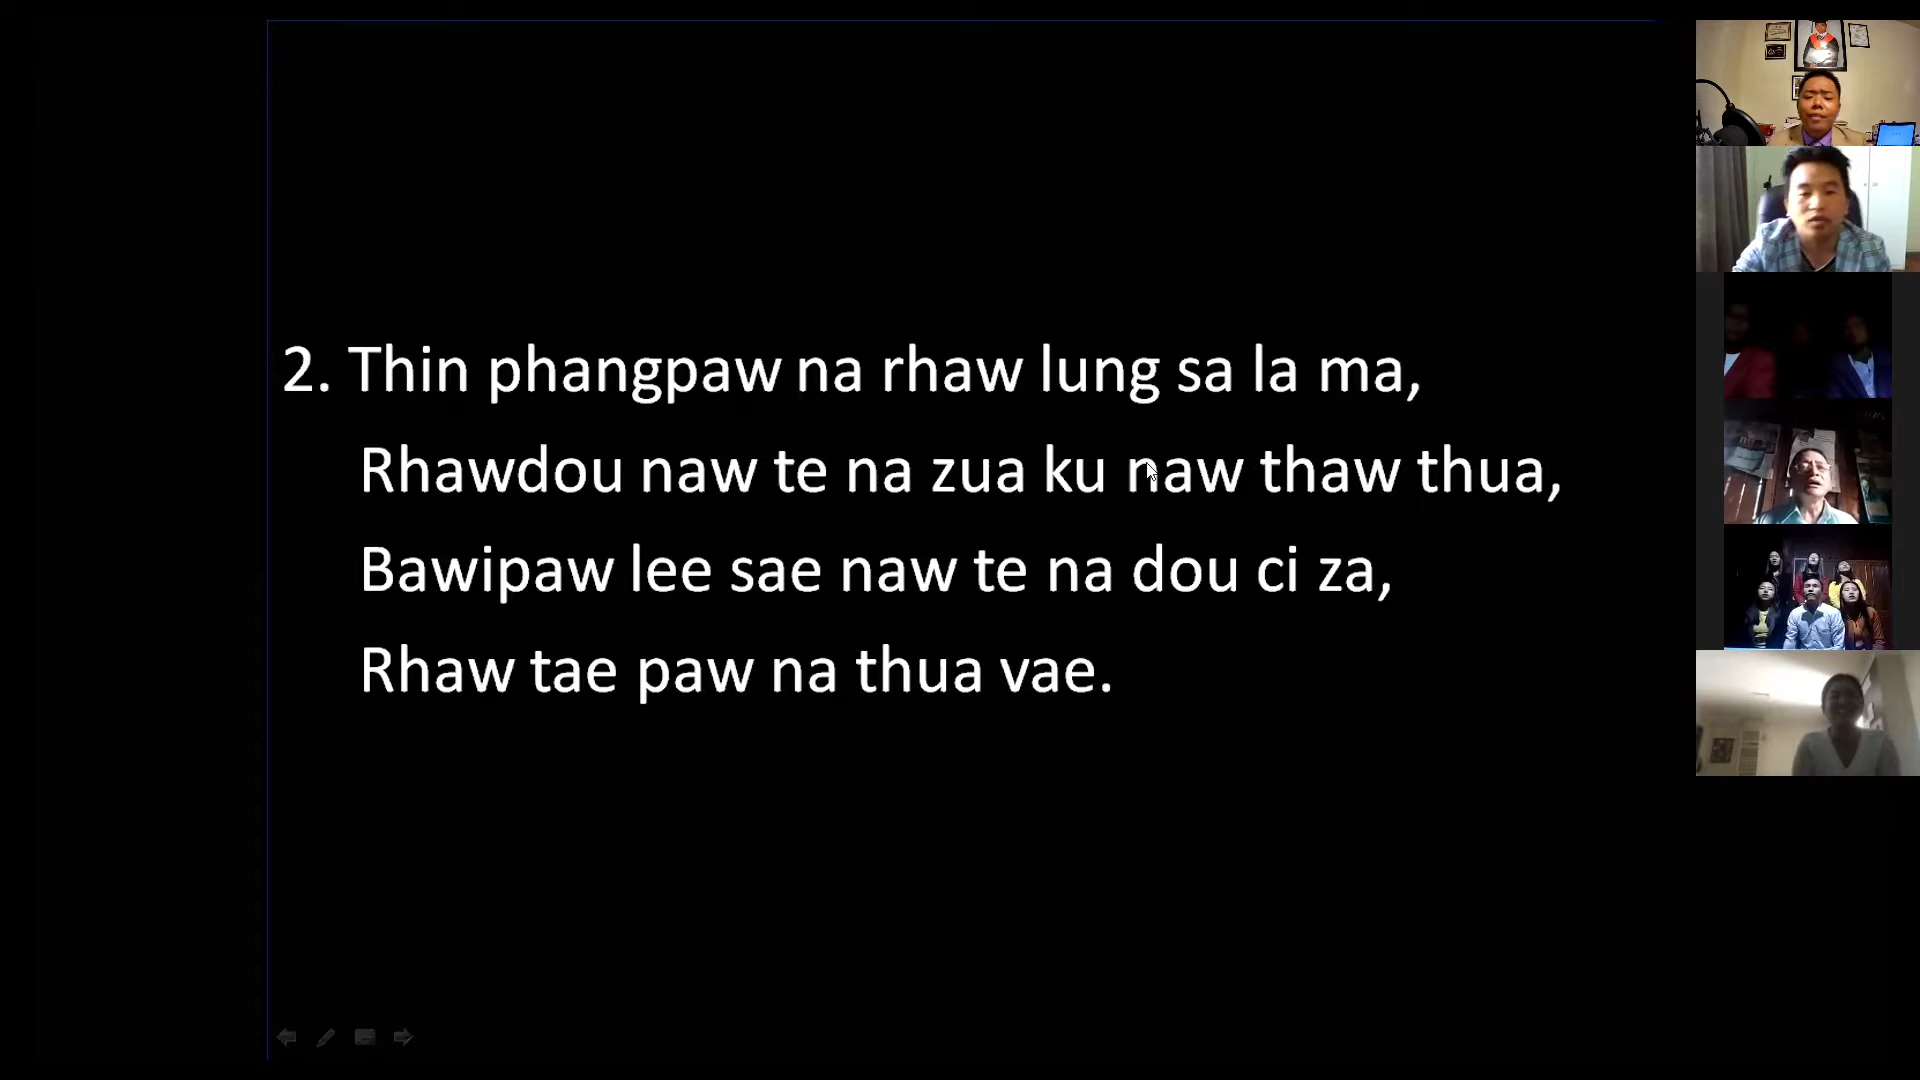 2. Thin phangpaw na rhaw lung sa la ma,
Rhawdou naw te na zua ku naw thaw thua,
Bawipaw lee sae naw te na dou ci za,
Rhaw tae paw na thua vae.